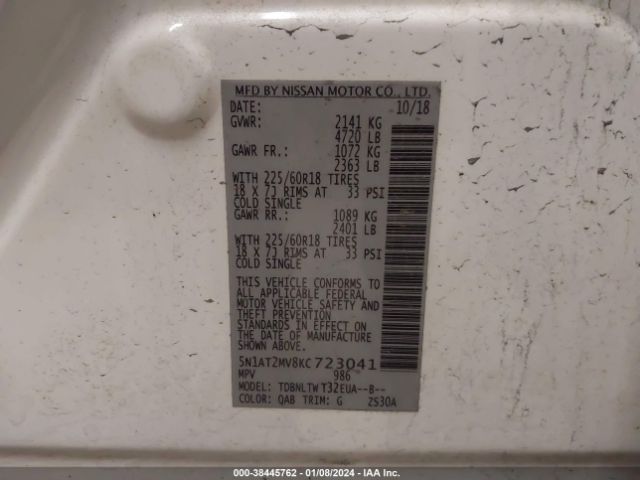 MFD BY NISSAN MOTOR CO., LTD.
DATE: 10/18
GVWR: 2141 KG
4720 LB
GAWR FR.: 1072 KG
2363 LB
WITH 225/60R18 TIRES
18 X 7J RIMS AT 33 PSI
COLD SINGLE
GAWR RR.: 1089 KG
2401 LB
WITH 225/60R18 TIRES
18 X 7J RIMS AT 33 PSI
COLD SINGLE
THIS VEHICLE CONFORMS TO
ALL APPLICABLE FEDERAL
MOTOR VEHICLE SAFETY AND
THEFT PREVENTION
STANDARDS IN EFFECT ON
THE DATE OF MANUFACTURE
SHOWN ABOVE.
5N1AT2MV8KC723041
MPV 986
MODEL: TDBNLTW T32EUA--B--
COLOR: QAB TRIM: G 2S30A
000-38445762 - 01/08/2024 - IAA Inc.